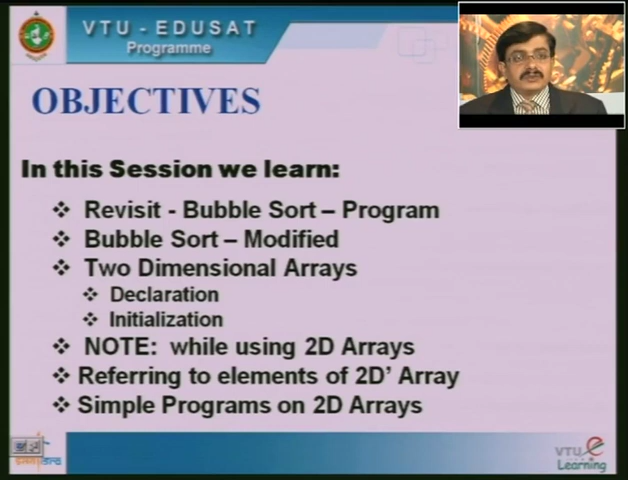 VTU - EDUSAT
Programme
OBJECTIVES
In this Session we learn:
❖ Revisit - Bubble Sort – Program
❖ Bubble Sort – Modified
❖ Two Dimensional Arrays
❖ Declaration
❖ Initialization
❖ NOTE: while using 2D Arrays
❖ Referring to elements of 2D' Array
❖ Simple Programs on 2D Arrays
VTU e
Learning